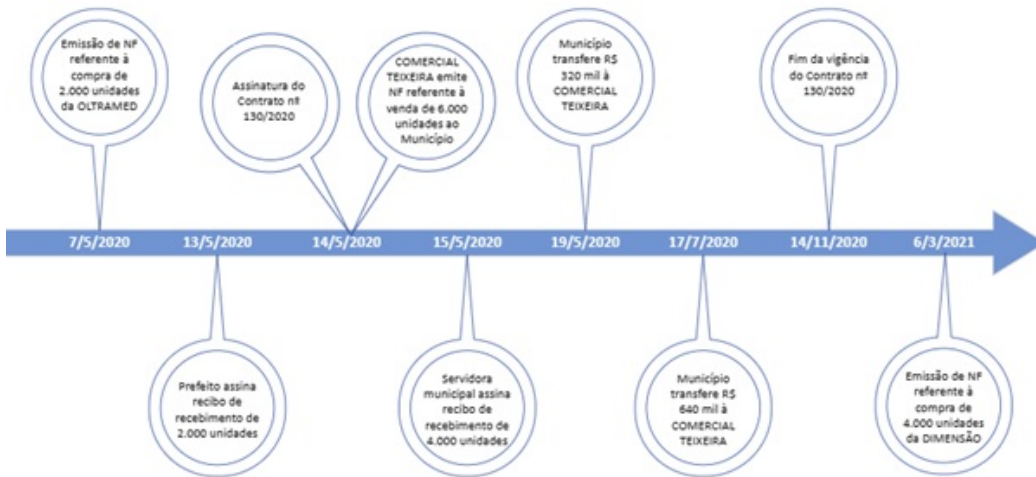 Emissão de NF
referente à
compra de
2.000 unidades
da OLTRAMED
Assinatura do
Contrato nº
130/2020
COMERCIAL
TEIXEIRA emite
NF referente à
venda de 6.000
unidades ao
Município
Município
transfere R$
320 mil à
COMERCIAL
TEIXEIRA
Fim da vigência
do Contrato nº
130/2020
7/5/2020
13/5/2020
14/5/2020
15/5/2020
19/5/2020
17/7/2020
14/11/2020
6/3/2021
Prefeito assina
recibo de
recebimento de
2.000 unidades
Servidora
municipal assina
recibo de
recebimento de
4.000 unidades
Município
transfere R$
640 mil à
COMERCIAL
TEIXEIRA
Emissão de NF
referente à
compra de
4.000 unidades
da DIMENSÃO